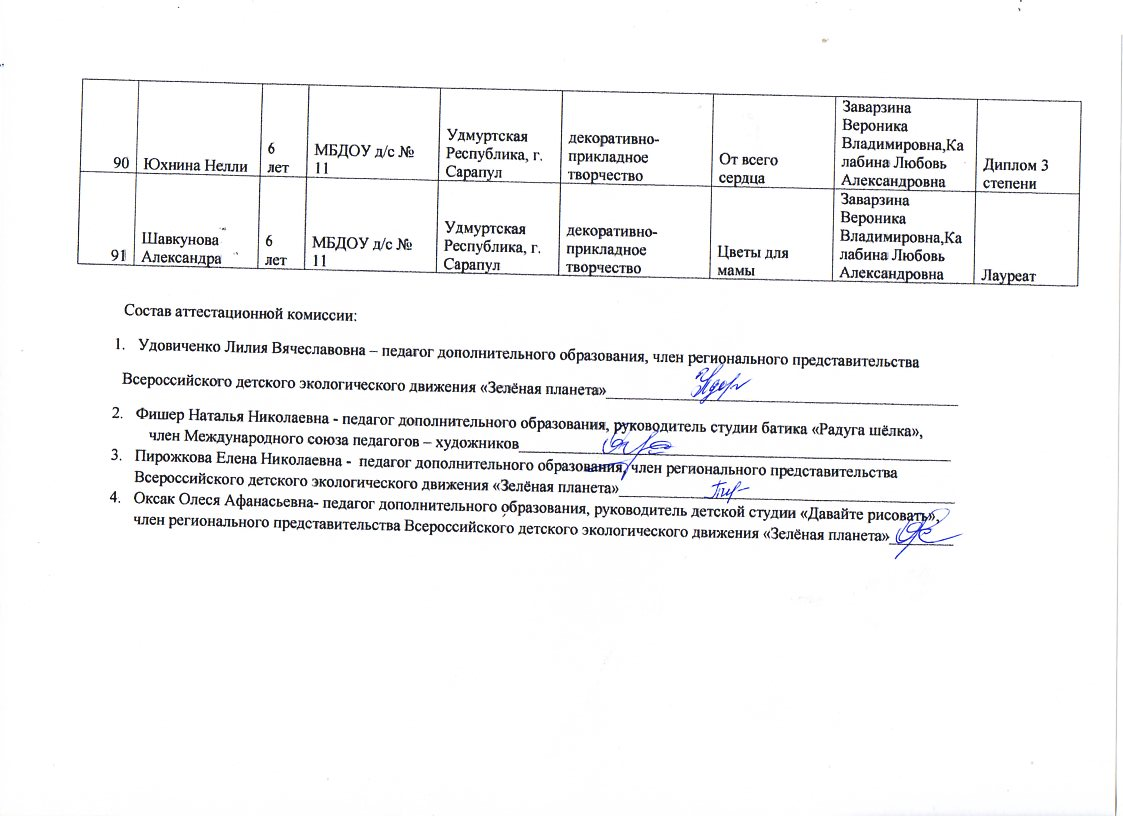 90
Юхнина Нелли
6
лет
МБДОУ д/с №
11
Удмуртская
Республика, г.
Сарапул
декоративно-
прикладное
творчество
От всего
сердца
Заварзина
Вероника
Владимировна,Ка
лабина Любовь
Александровна
Диплом 3
степени
91
Шавкунова
Александра
6
лет
МБДОУ д/с №
11
Удмуртская
Республика, г.
Сарапул
декоративно-
прикладное
творчество
Цветы для
мамы
Заварзина
Вероника
Владимировна,Ка
лабина Любовь
Александровна
Лауреат
Состав аттестационной комиссии:
1. Удовиченко Лилия Вячеславовна – педагог дополнительного образования, член регионального представительства
Всероссийского детского экологического движения «Зелёная планета»
2. Фишер Наталья Николаевна - педагог дополнительного образования, руководитель студии батика «Радуга шёлка»,
член Международного союза педагогов – художников
3. Пирожкова Елена Николаевна - педагог дополнительного образования, член регионального представительства
Всероссийского детского экологического движения «Зелёная планета»
4. Оксак Олеся Афанасьевна- педагог дополнительного образования, руководитель детской студии «Давайте рисовать»,
член регионального представительства Всероссийского детского экологического движения «Зелёная планета»